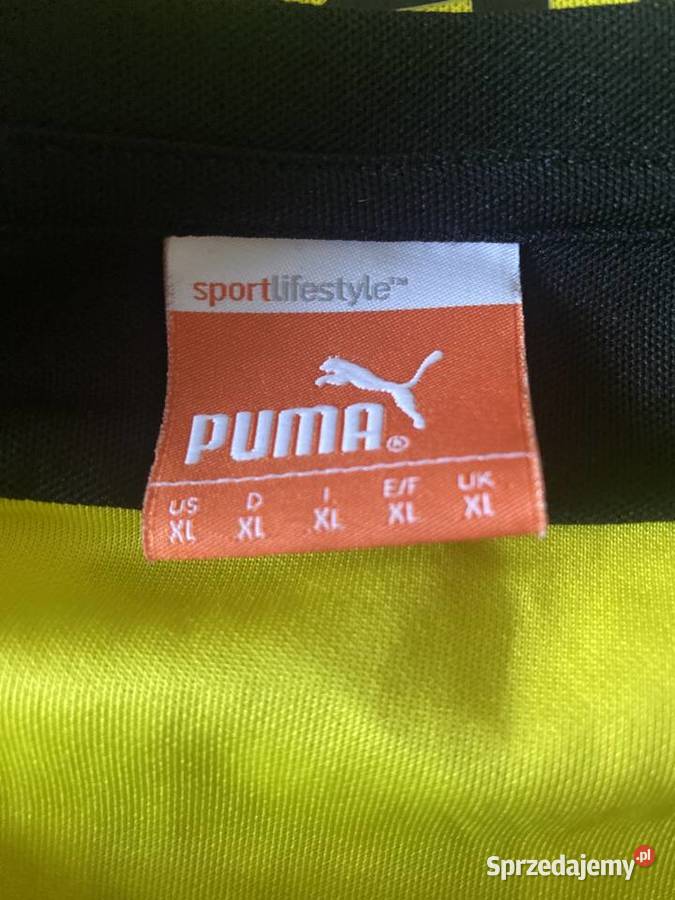 sportlifestyle™
PUMA®
US D I E/F UK
XL XL XL XL XL
Sprzedajemy.pl